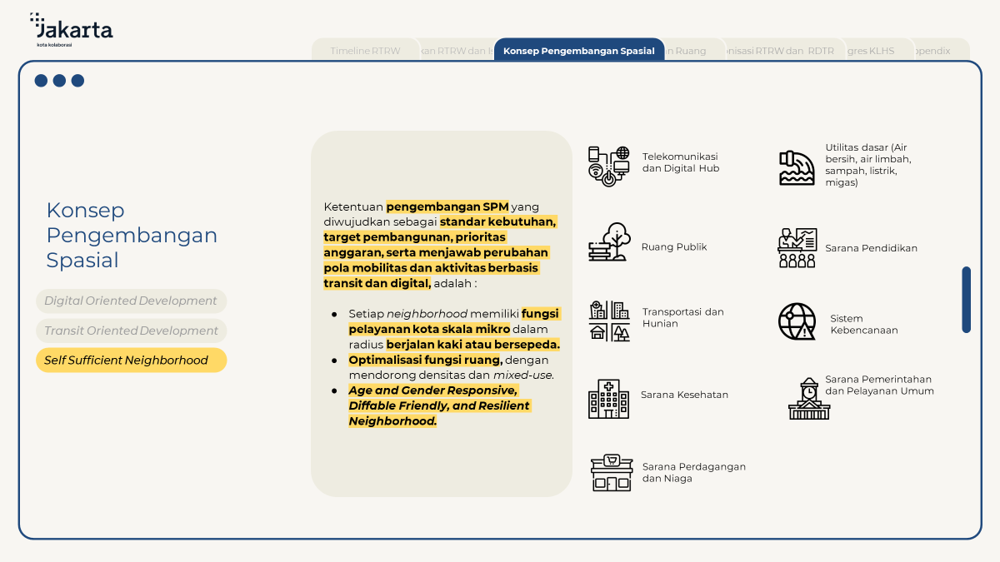 Jakarta
kota kolaborasi
Timeline RTRW
kan RTRW dan
Konsep Pengembangan Spasial
Ruang
RTRW dan RDTR
gres KLHS
Konsep
Pengembangan
Spasial
Digital Oriented Development
Transit Oriented Development
Self Sufficient Neighborhood
Ketentuan pengembangan SPM yang
diwujudkan sebagai standar kebutuhan,
target pembangunan, prioritas
anggaran, serta menjawab perubahan
pola mobilitas dan aktivitas berbasis
transit dan digital, adalah :
● Setiap neighborhood memiliki fungsi
pelayanan kota skala mikro dalam
radius berjalan kaki atau bersepeda.
● Optimalisasi fungsi ruang, dengan
mendorong densitas dan mixed-use.
● Age and Gender Responsive,
Diffable Friendly, and Resilient
Neighborhood.
Telekomunikasi
dan Digital Hub
Ruang Publik
Transportasi dan
Hunian
Sarana Kesehatan
Sarana Perdagangan
dan Niaga
Utilitas dasar (Air
bersih, air limbah,
sampah, listrik,
migas)
Sarana Pendidikan
Sistem
Kebencanaan
Sarana Pemerintahan
dan Pelayanan Umum